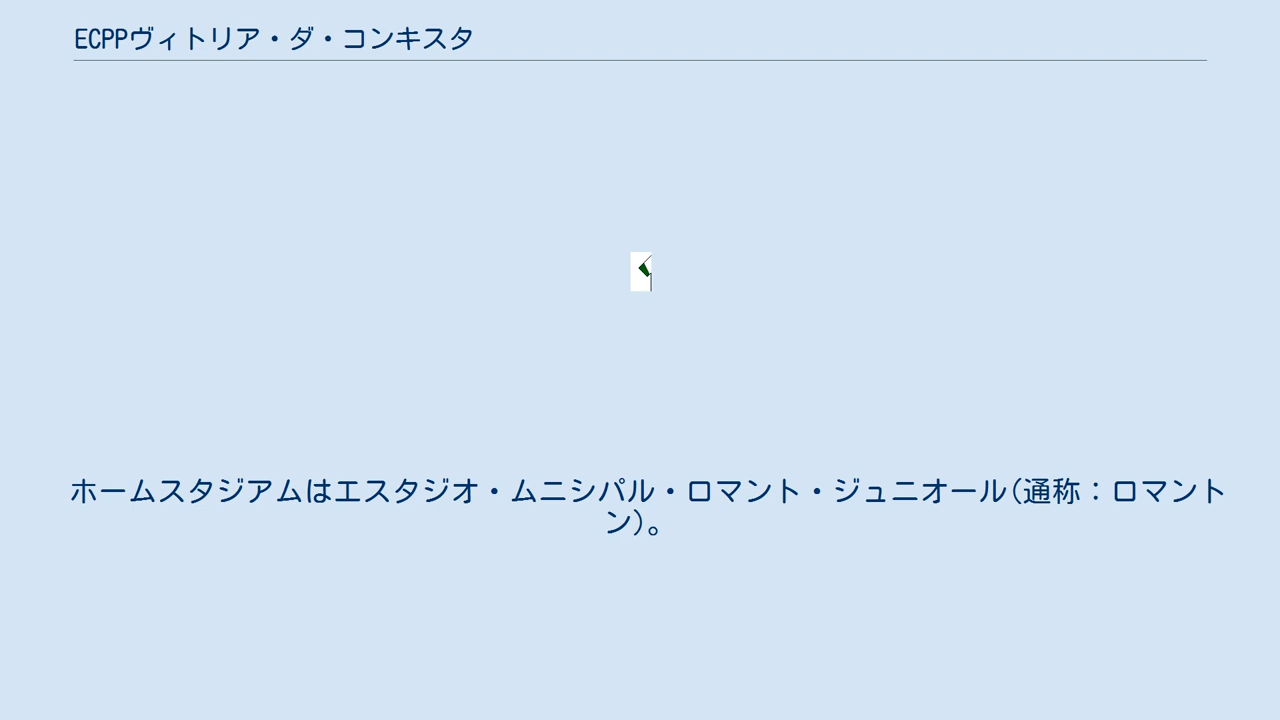 ECPPヴィトリア・ダ・コンキスタ
ホームスタジアムはエスタジオ・ムニシパル・ロマント・ジュニオール(通称：ロマント
ン)。